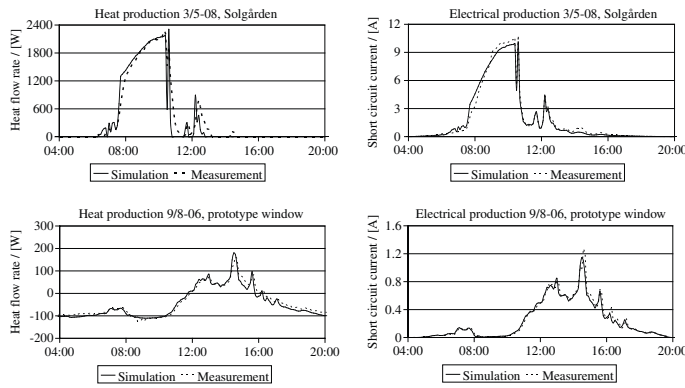 Heat production 3/5-08, Solgården
Heat flow rate / [W]
2400
1800
1200
600
0
04:00 08:00 12:00 16:00 20:00
Simulation Measurement
Electrical production 3/5-08, Solgården
Short circuit current / [A]
12
9
6
3
0
04:00 08:00 12:00 16:00 20:00
Simulation Measurement
Heat production 9/8-06, prototype window
Heat flow rate / [W]
300
200
100
0
-100
-200
04:00 08:00 12:00 16:00 20:00
Simulation Measurement
Electrical production 9/8-06, prototype window
Short circuit current / [A]
1.6
1.2
0.8
0.4
0
04:00 08:00 12:00 16:00 20:00
Simulation Measurement